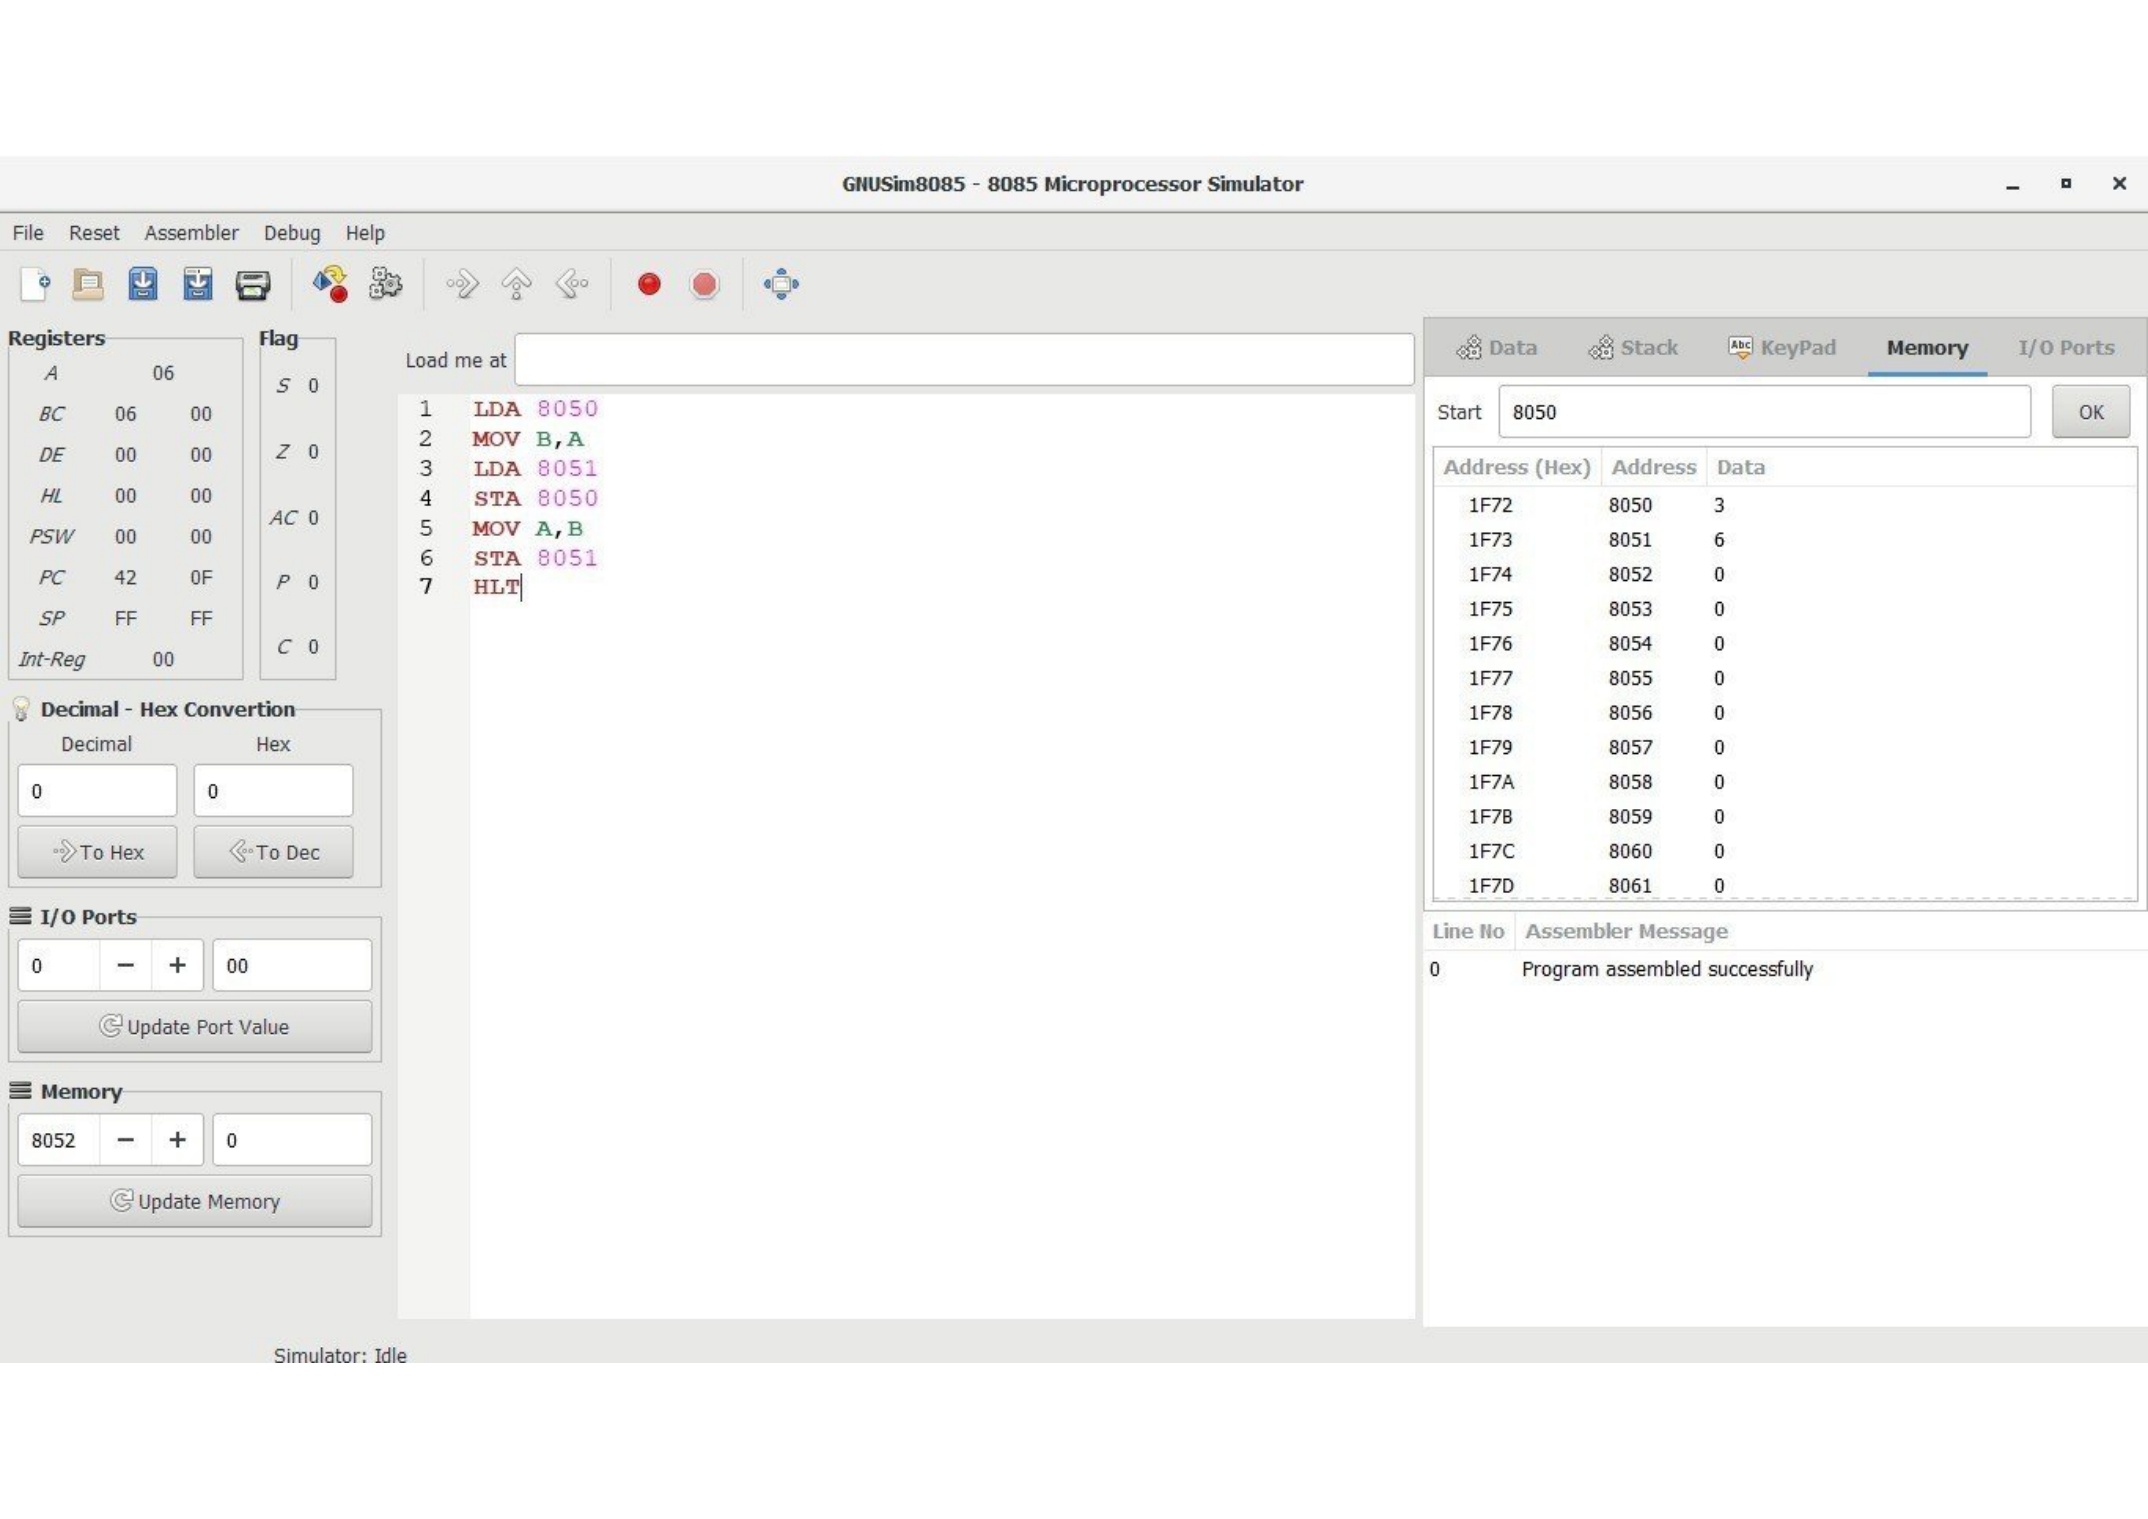 GNUSim8085 - 8085 Microprocessor Simulator
File Reset Assembler Debug Help
Registers
A 06
BC 06 00
DE 00 00
HL 00 00
PSW 00 00
PC 42 0F
SP FF FF
Int-Reg 00
Flag
S 0
Z 0
AC 0
P 0
C 0
Decimal - Hex Convertion
Decimal Hex
0 0
To Hex To Dec
I/O Ports
0 − + 00
Update Port Value
Memory
8052 − + 0
Update Memory
Load me at
1 LDA 8050
2 MOV B,A
3 LDA 8051
4 STA 8050
5 MOV A,B
6 STA 8051
7 HLT
Data Stack Abc KeyPad Memory I/O Ports
Start 8050 OK
Address (Hex) Address Data
1F72 8050 3
1F73 8051 6
1F74 8052 0
1F75 8053 0
1F76 8054 0
1F77 8055 0
1F78 8056 0
1F79 8057 0
1F7A 8058 0
1F7B 8059 0
1F7C 8060 0
1F7D 8061 0
Line No Assembler Message
0 Program assembled successfully
Simulator: Idle